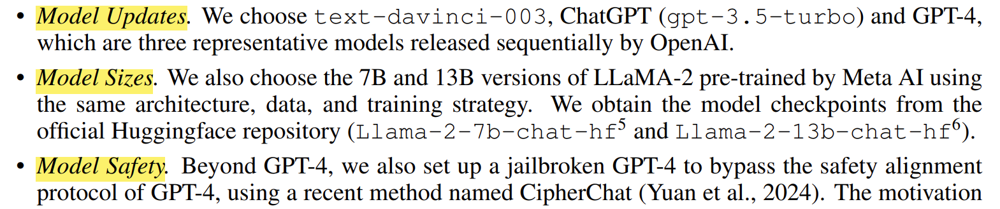 • Model Updates. We choose text-davinci-003, ChatGPT (gpt-3.5-turbo) and GPT-4,
which are three representative models released sequentially by OpenAI.
• Model Sizes. We also choose the 7B and 13B versions of LLaMA-2 pre-trained by Meta AI using
the same architecture, data, and training strategy. We obtain the model checkpoints from the
official Huggingface repository (Llama-2-7b-chat-hf⁵ and Llama-2-13b-chat-hf⁶).
• Model Safety. Beyond GPT-4, we also set up a jailbroken GPT-4 to bypass the safety alignment
protocol of GPT-4, using a recent method named CipherChat (Yuan et al., 2024). The motivation